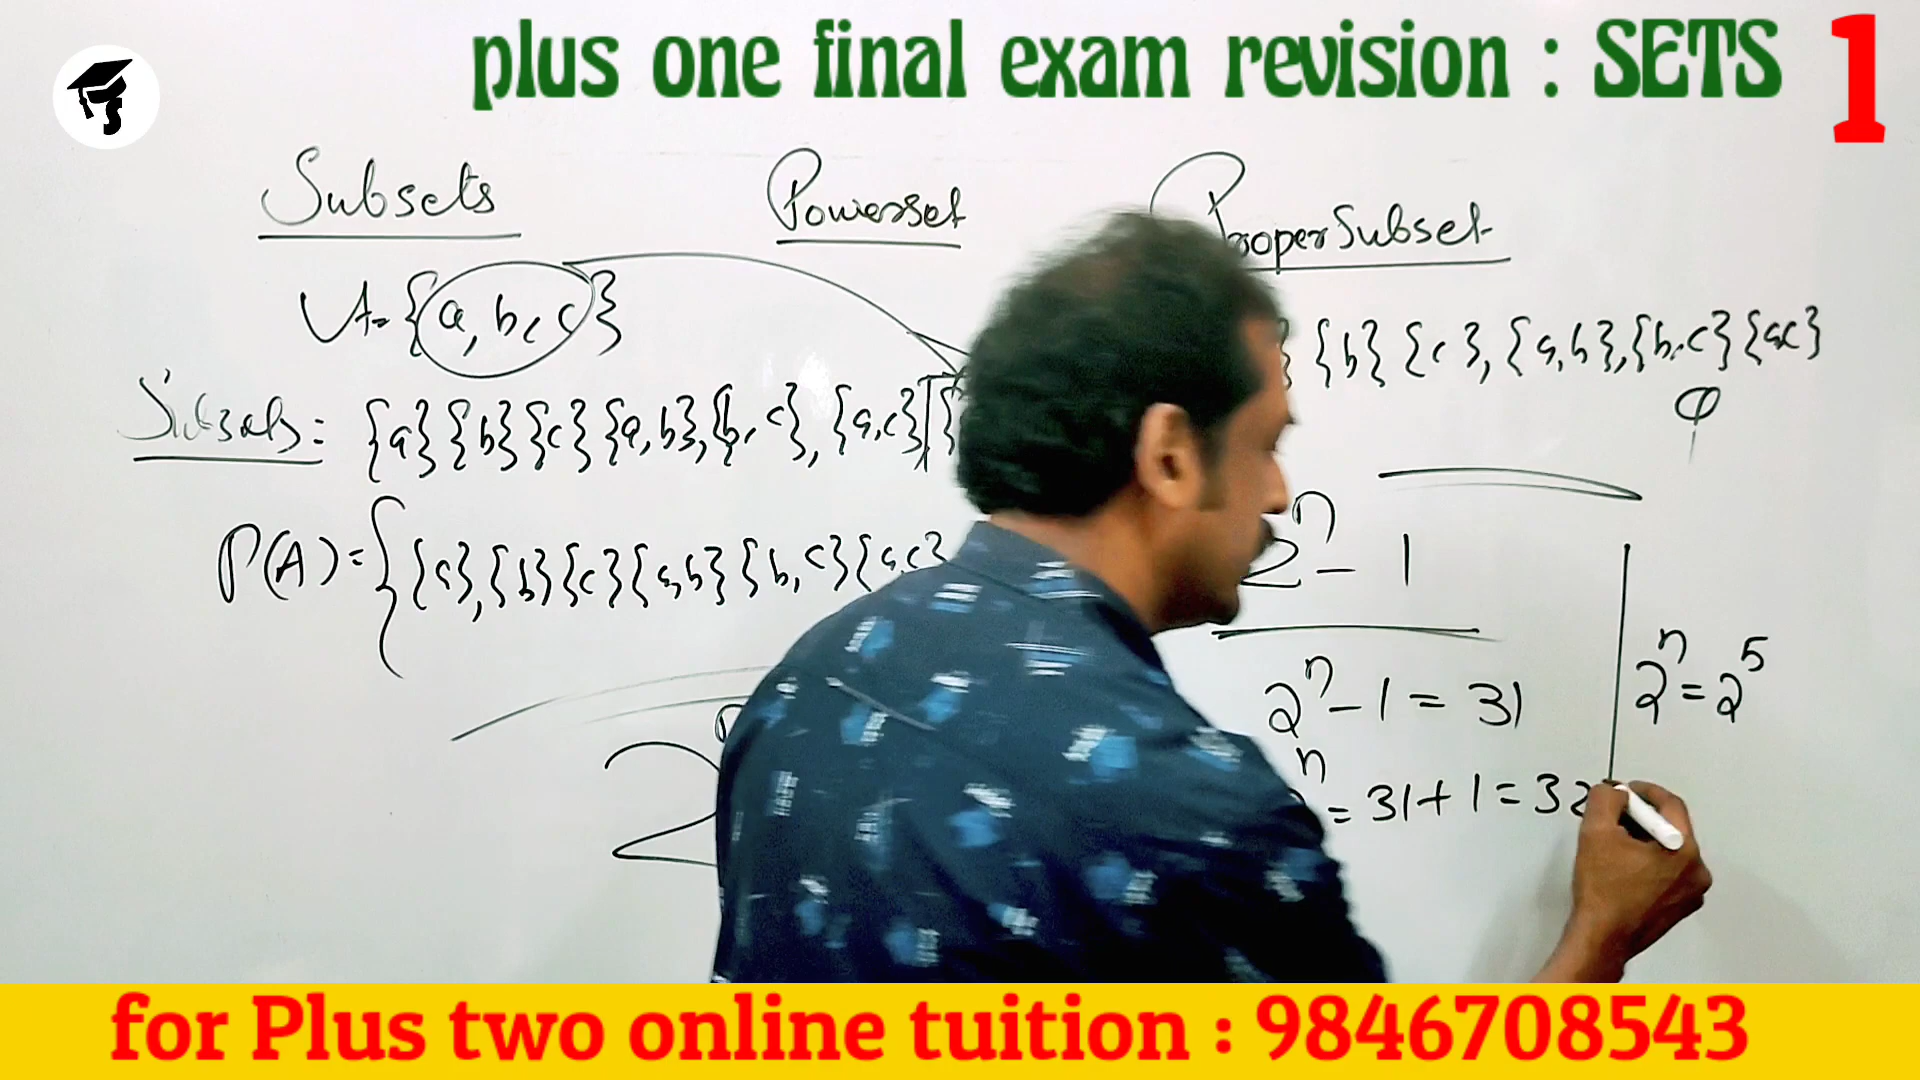 plus one final exam revision : SETS 1
Subsets Powerset Proper Subset
A = {a, b, c}
{b} {c}, {a,b}, {b,c} {a,c}
φ
Subsets: {a} {b} {c} {a,b}, {b,c}, {a,c}
P(A) = { {a}, {b} {c} {a,b} {b,c} {a,c
2ⁿ - 1
2ⁿ - 1 = 31
2ⁿ = 2⁵
n = 31 + 1 = 32
2
for Plus two online tuition : 9846708543